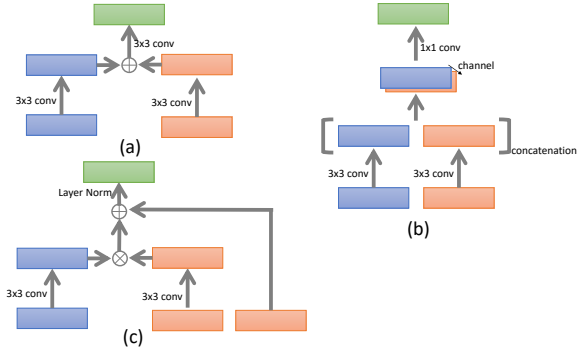 3x3 conv
3x3 conv
3x3 conv
(a)
1x1 conv
channel
concatenation
3x3 conv
3x3 conv
(b)
Layer Norm
3x3 conv
3x3 conv
(c)